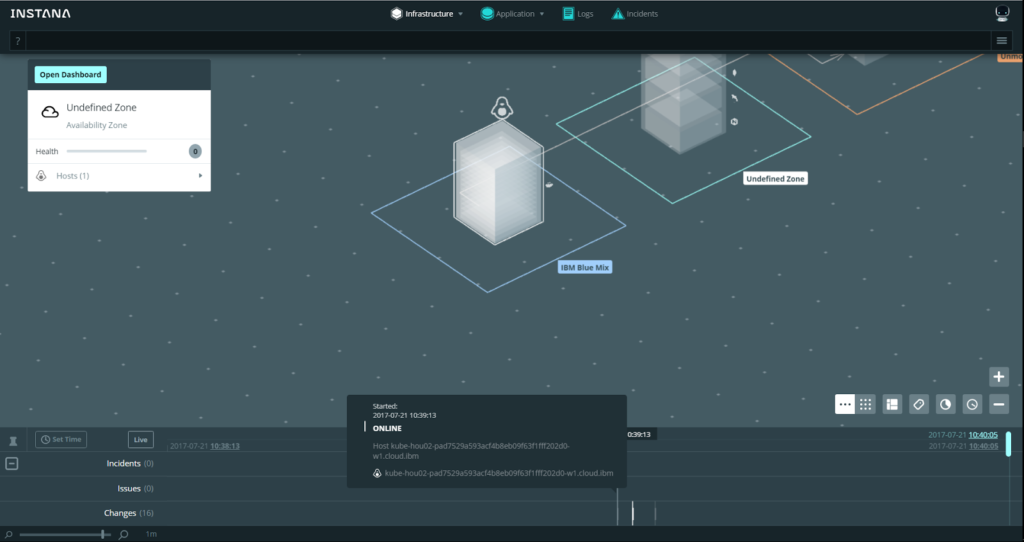 INSTANA
Infrastructure
Application
Logs
Incidents
?
Open Dashboard
Undefined Zone
Availability Zone
Health
0
Hosts (1)
Undefined Zone
IBM Blue Mix
Started:
2017-07-21 10:39:13
ONLINE
Host kube-hou02-pad7529a593acf4b8eb09f63f1fff202d0-
w1.cloud.ibm
kube-hou02-pad7529a593acf4b8eb09f63f1fff202d0-w1.cloud.ibm
0:39:13
Set Time
Live
2017-07-21 10:38:13
2017-07-21 10:40:05
2017-07-21 10:40:05
Incidents (0)
Issues (0)
Changes (16)
1m